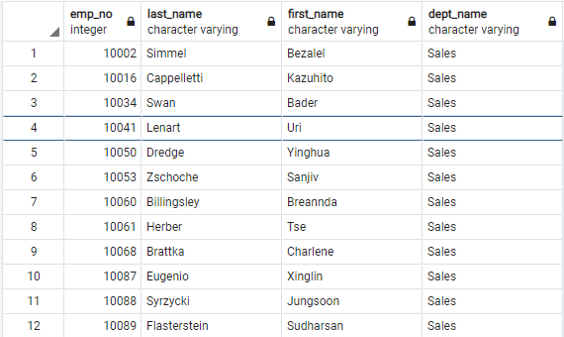 emp_no last_name first_name dept_name
integer character varying character varying character varying
1 10002 Simmel Bezalel Sales
2 10016 Cappelletti Kazuhito Sales
3 10034 Swan Bader Sales
4 10041 Lenart Uri Sales
5 10050 Dredge Yinghua Sales
6 10053 Zschoche Sanjiv Sales
7 10060 Billingsley Breannda Sales
8 10061 Herber Tse Sales
9 10068 Brattka Charlene Sales
10 10087 Eugenio Xinglin Sales
11 10088 Syrzycki Jungsoon Sales
12 10089 Flasterstein Sudharsan Sales